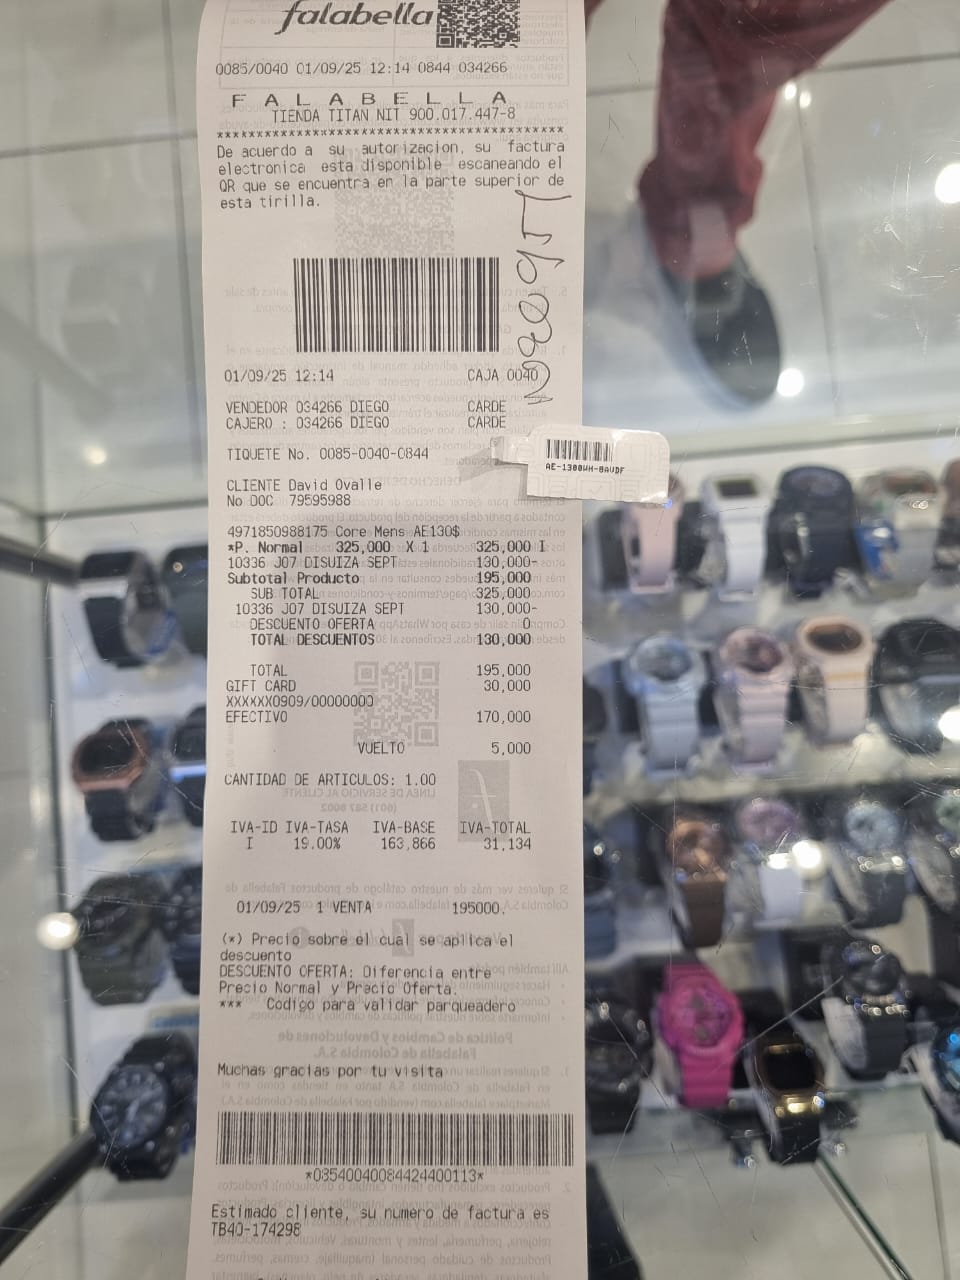 falabella
0085/0040 01/09/25 12:14 0844 034266
F A L A B E L L A
TIENDA TITAN NIT 900.017.447-8
******************************************
De acuerdo a su autorizacion, su factura
electronica esta disponible escaneando el
QR que se encuentra en la parte superior de
esta tirilla.
01/09/25 12:14 CAJA 0040
VENDEDOR 034266 DIEGO CARDE
CAJERO : 034266 DIEGO CARDE
TIQUETE No. 0085-0040-0844
AE-1300WH-8AVDF
CLIENTE David Ovalle
No DOC 79595988
4971850988175 Core Mens AE130$
*P. Normal 325,000 X 1 325,000 I
10336 J07 DISUIZA SEPT 130,000-
Subtotal Producto 195,000
SUB TOTAL 325,000
10336 J07 DISUIZA SEPT 130,000-
DESCUENTO OFERTA 0
TOTAL DESCUENTOS 130,000
TOTAL 195,000
GIFT CARD 30,000
XXXXXX0909/00000000
EFECTIVO 170,000
VUELTO 5,000
CANTIDAD DE ARTICULOS: 1.00
IVA-ID IVA-TASA IVA-BASE IVA-TOTAL
I 19.00% 163,866 31,134
01/09/25 1 VENTA 195000.
(*) Precio sobre el cual se aplica el
descuento
DESCUENTO OFERTA: Diferencia entre
Precio Normal y Precio Oferta.
*** Codigo para validar parqueadero
Muchas gracias por tu visita
*08540040084424400113*
Estimado cliente, su numero de factura es
TB40-174298